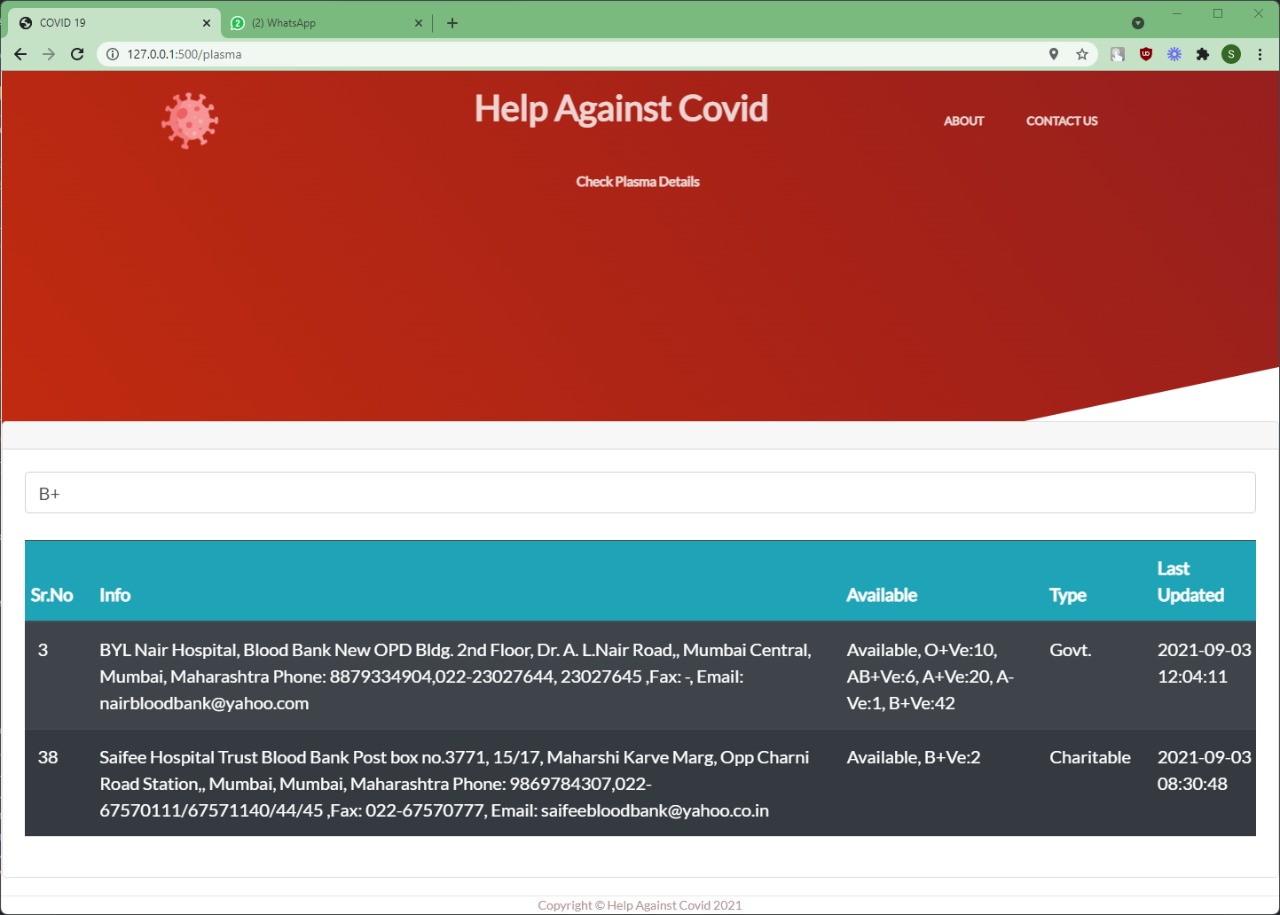 COVID 19
2
(2) WhatsApp
127.0.0.1:500/plasma
S
Help Against Covid
ABOUT
CONTACT US
Check Plasma Details
B+
Sr.No Info Available Type Last
Updated
3
BYL Nair Hospital, Blood Bank New OPD Bldg. 2nd Floor, Dr. A. L.Nair Road,, Mumbai Central,
Mumbai, Maharashtra Phone: 8879334904,022-23027644, 23027645 ,Fax: -, Email:
nairbloodbank@yahoo.com
Available, O+Ve:10,
AB+Ve:6, A+Ve:20, A-
Ve:1, B+Ve:42
Govt.
2021-09-03
12:04:11
38
Saifee Hospital Trust Blood Bank Post box no.3771, 15/17, Maharshi Karve Marg, Opp Charni
Road Station,, Mumbai, Mumbai, Maharashtra Phone: 9869784307,022-
67570111/67571140/44/45 ,Fax: 022-67570777, Email: saifeebloodbank@yahoo.co.in
Available, B+Ve:2
Charitable
2021-09-03
08:30:48
Copyright © Help Against Covid 2021